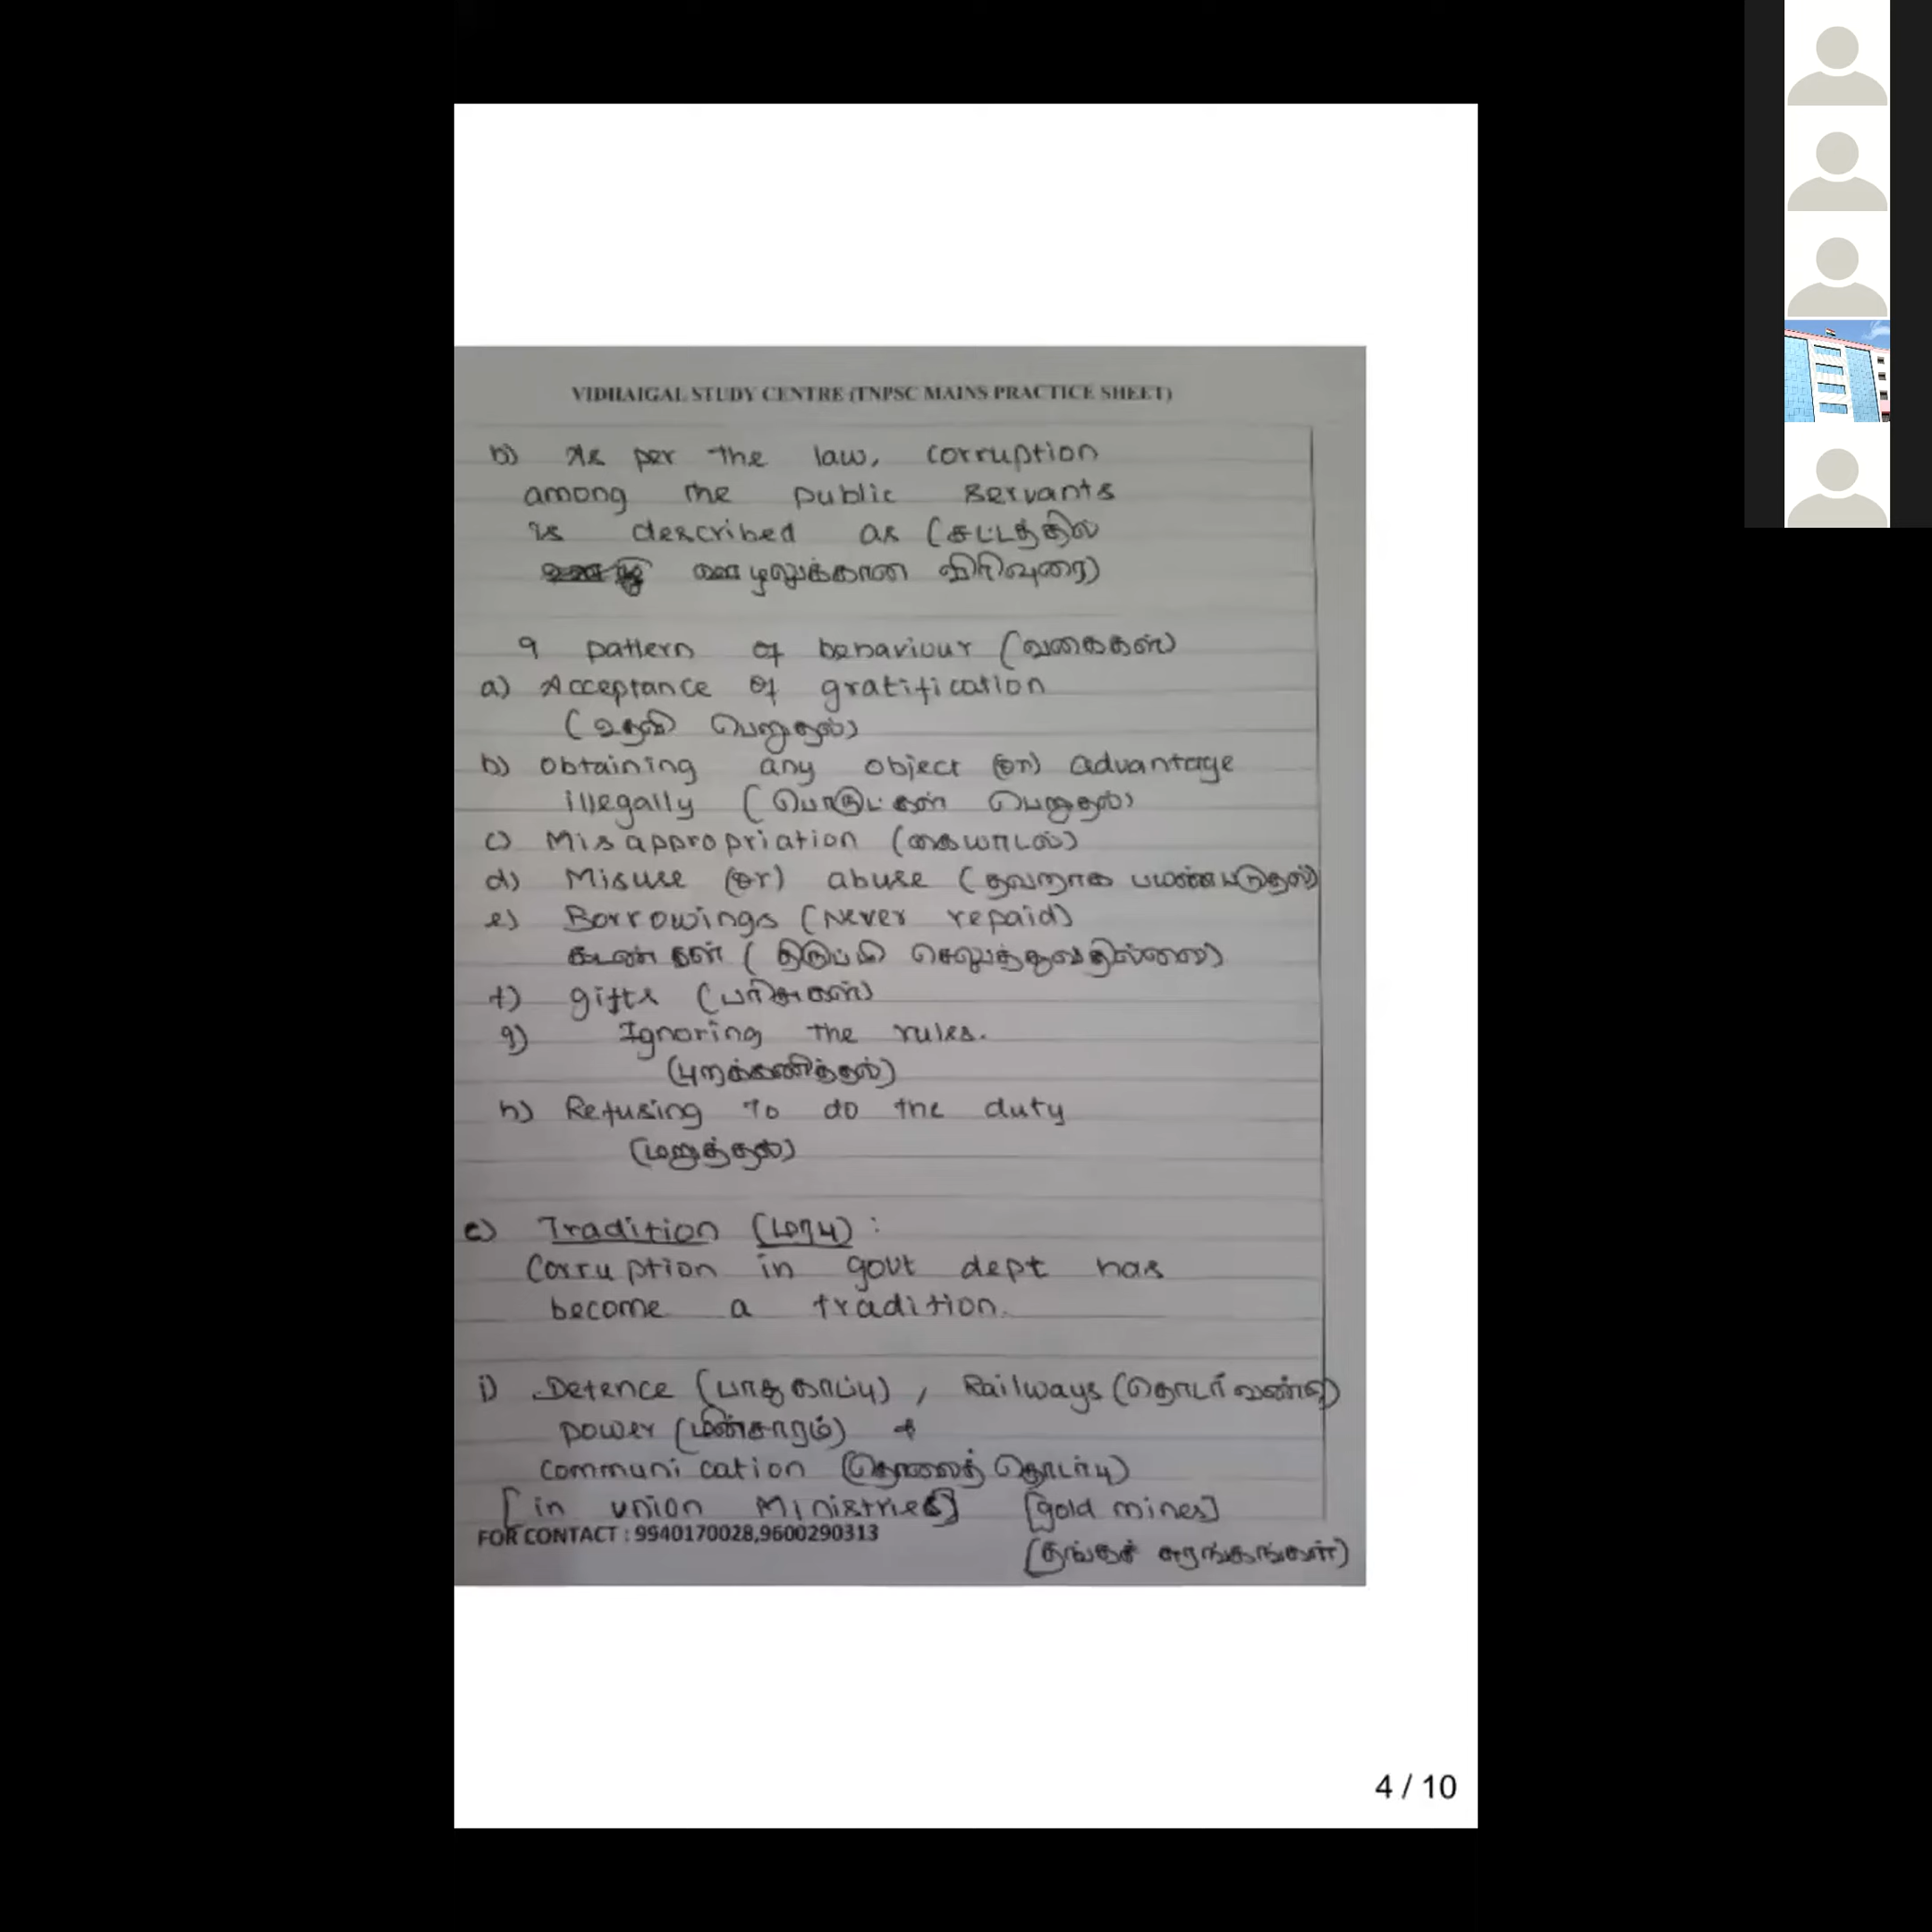 VIDHAIGAL STUDY CENTRE (TNPSC MAINS PRACTICE SHEET)
b) As per the law, corruption
among the public servants
is described as (சட்டத்தில்
ஊழலுக்கான விரிவுரை)
9 pattern of behaviour (வகைகள்)
a) Acceptance of gratification
(உதவி பெறுதல்)
b) Obtaining any object (or) advantage
illegally (பொருட்கள் பெறுதல்)
c) Misappropriation (கையாடல்)
d) Misuse (or) abuse (தவறாக பயன்படுதல்)
e) Borrowings (Never repaid)
கடன்கள் (திருப்பி செலுத்துவதில்லை)
f) gifts (பரிசுகள்)
g) Ignoring the rules.
(புறக்கணித்தல்)
h) Refusing to do the duty
(மறுத்தல்)
c) Tradition (மரபு) :
Corruption in govt dept has
become a tradition.
i) Defence (பாதுகாப்பு), Railways (தொடர்வண்டி)
power (மின்சாரம்) &
communication (தொலைத் தொடர்பு)
[in union Ministries] [gold mines]
FOR CONTACT : 9940170028,9600290313
(தங்கச் சுரங்கங்கள்)
4 / 10